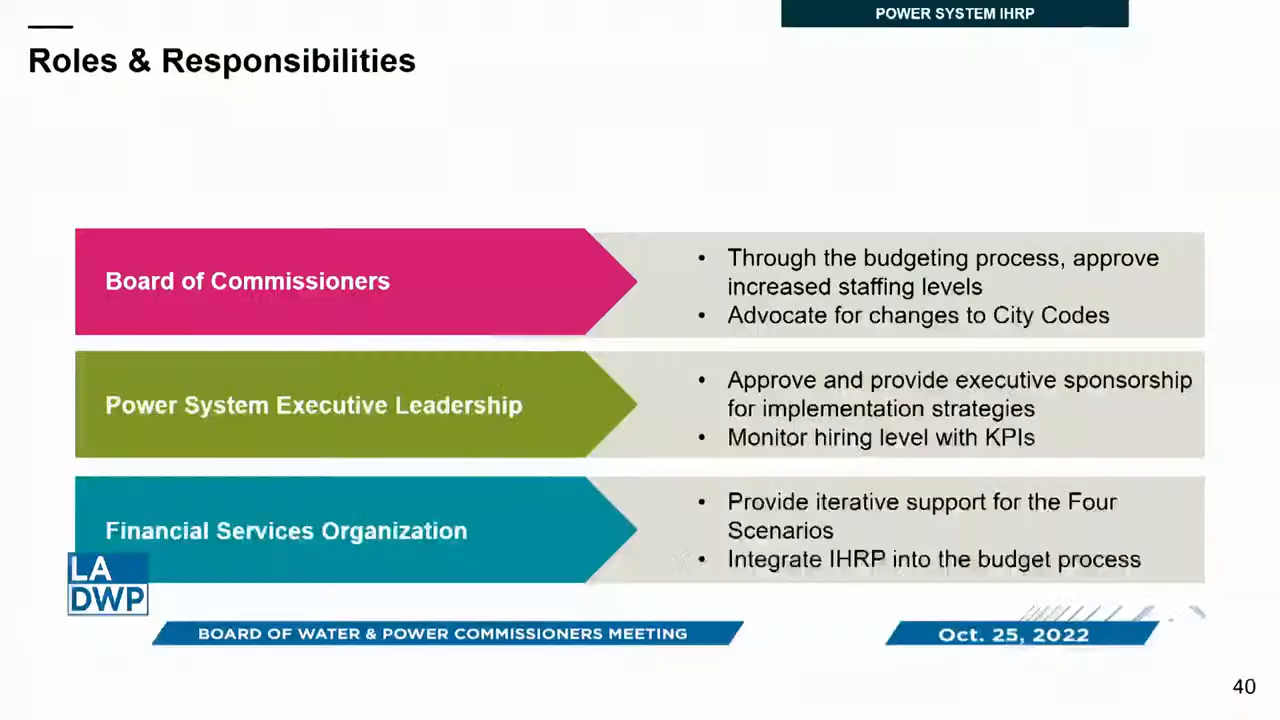 POWER SYSTEM IHRP
Roles & Responsibilities
Board of Commissioners
• Through the budgeting process, approve
increased staffing levels
• Advocate for changes to City Codes
Power System Executive Leadership
• Approve and provide executive sponsorship
for implementation strategies
• Monitor hiring level with KPIs
Financial Services Organization
• Provide iterative support for the Four
Scenarios
• Integrate IHRP into the budget process
LA
DWP
BOARD OF WATER & POWER COMMISSIONERS MEETING
Oct. 25, 2022
40